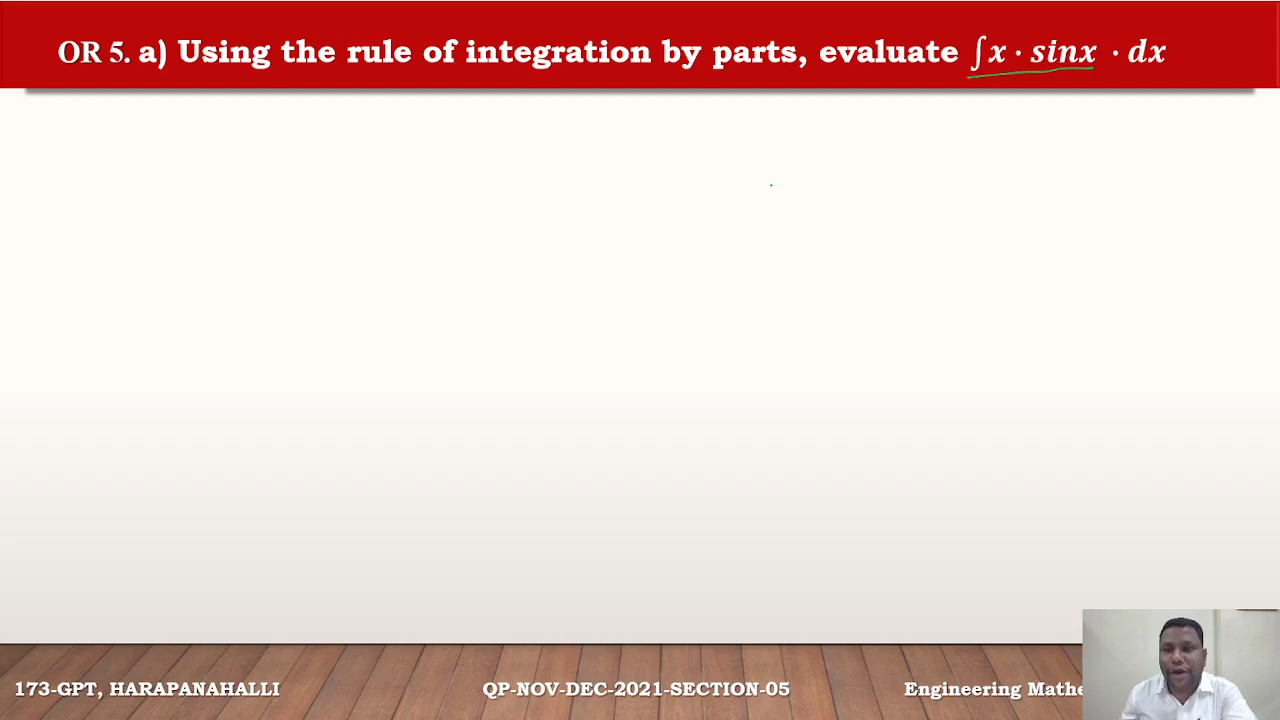 OR 5. a) Using the rule of integration by parts, evaluate ∫x · sinx · dx
173-GPT, HARAPANAHALLI
QP-NOV-DEC-2021-SECTION-05
Engineering Mathe